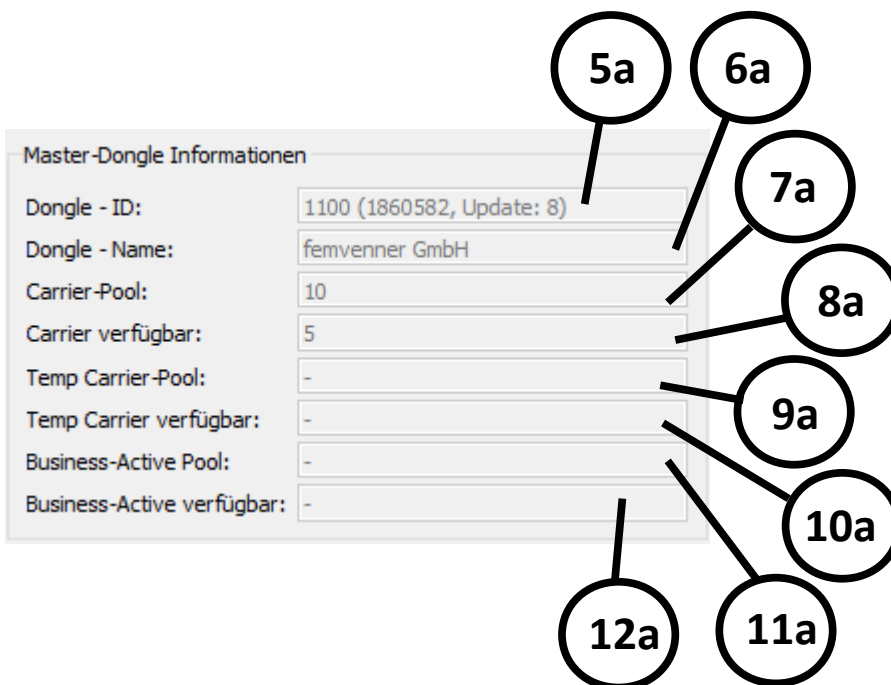 5a
6a
Master-Dongle Informationen
7a
Dongle - ID: 1100 (1860582, Update: 8)
Dongle - Name: femvenner GmbH
Carrier-Pool: 10
8a
Carrier verfügbar: 5
Temp Carrier-Pool: -
9a
Temp Carrier verfügbar: -
Business-Active Pool: -
Business-Active verfügbar: -
10a
12a
11a